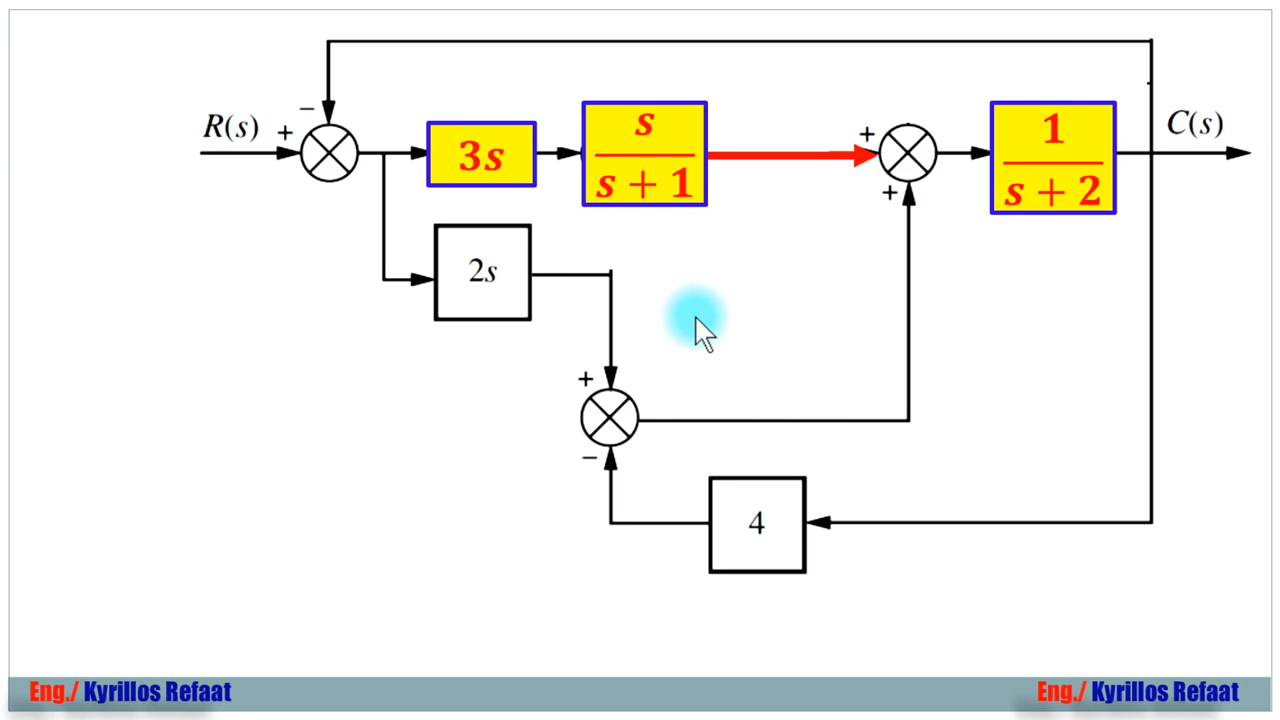 −
R(s) +
3s
s
s + 1
+
+
1
s + 2
C(s)
2s
+
−
4
Eng./ Kyrillos Refaat
Eng./ Kyrillos Refaat